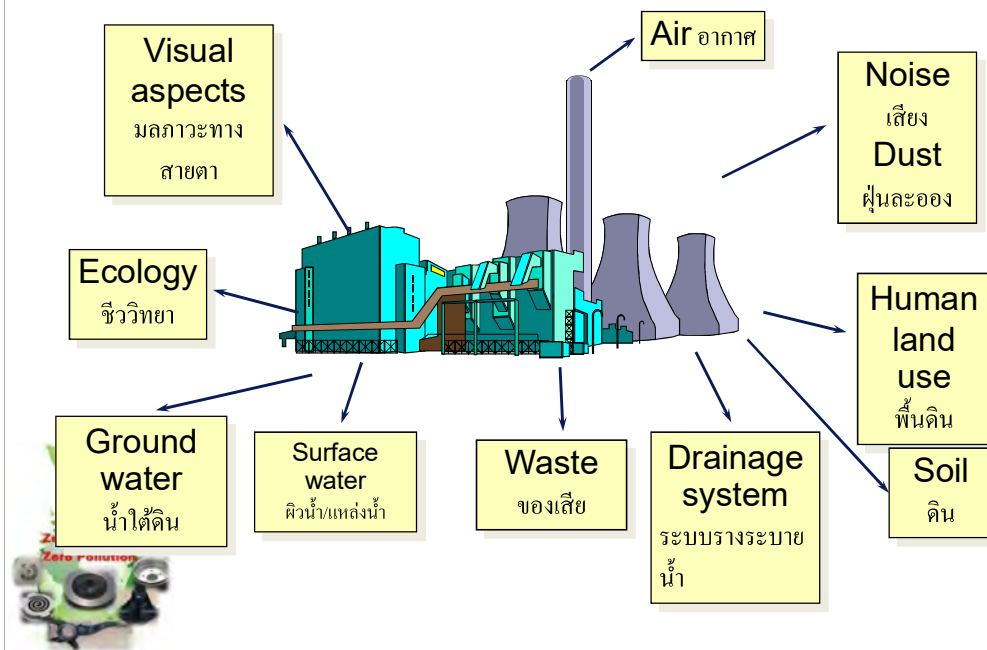 Visual
aspects
มลภาวะทาง
สายตา
Air อากาศ
Noise
เสียง
Dust
ฝุ่นละออง
Ecology
ชีววิทยา
Human
land
use
พื้นดิน
Ground
water
น้ำใต้ดิน
Surface
water
ผิวน้ำ/แหล่งน้ำ
Waste
ของเสีย
Drainage
system
ระบบรางระบาย
น้ำ
Soil
ดิน
Zero Pollution